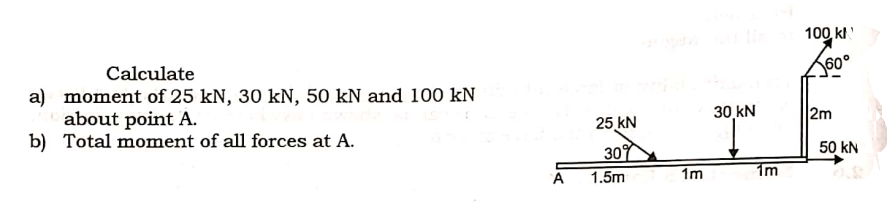 Calculate
a) moment of 25 kN, 30 kN, 50 kN and 100 kN
about point A.
b) Total moment of all forces at A.
100 kN
60°
25 kN
30 kN
2m
30°
50 kN
A
1.5m
1m
1m